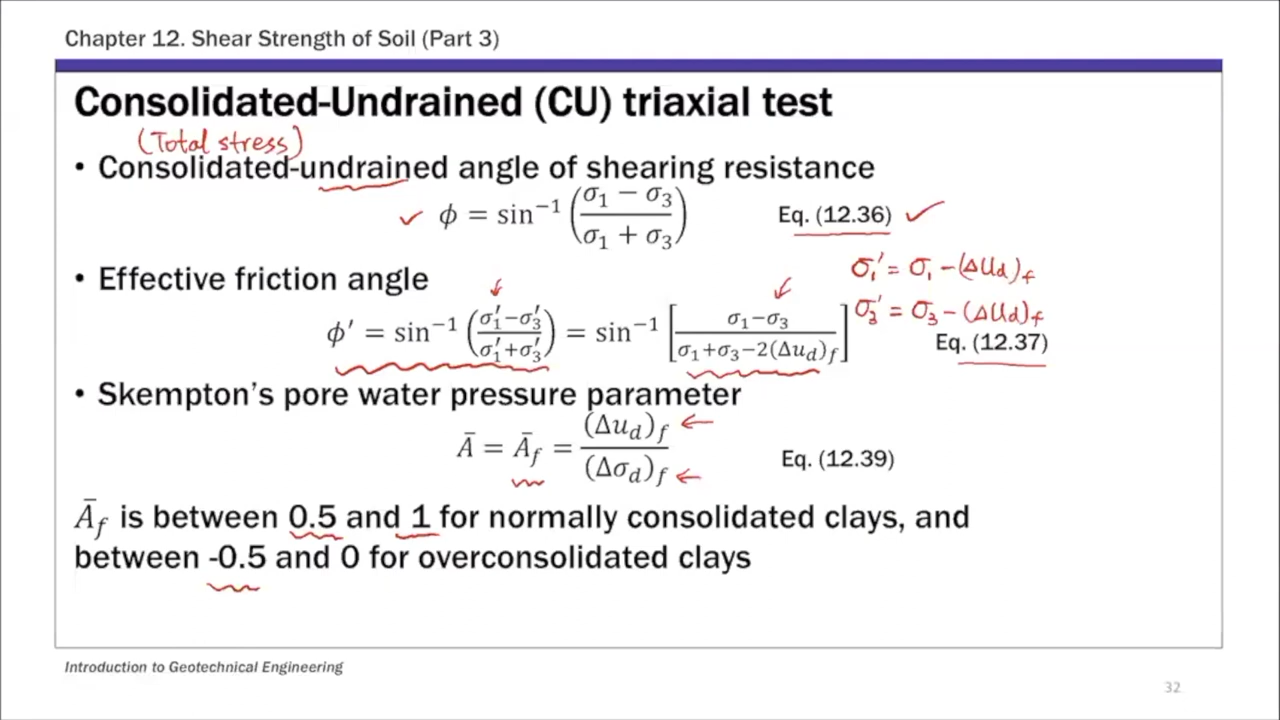 Chapter 12. Shear Strength of Soil (Part 3)
Consolidated-Undrained (CU) triaxial test
(Total stress)
• Consolidated-undrained angle of shearing resistance
✓ ϕ = sin⁻¹ ((σ₁ − σ₃)/(σ₁ + σ₃)) Eq. (12.36) ✓
• Effective friction angle
σ₁' = σ₁ − (Δu_d)_f
ϕ′ = sin⁻¹ ((σ₁′−σ₃′)/(σ₁′+σ₃′)) = sin⁻¹ [(σ₁−σ₃)/(σ₁+σ₃−2(Δu_d)_f)]
σ₃' = σ₃ − (Δu_d)_f
Eq. (12.37)
• Skempton's pore water pressure parameter
Ā = Ā_f = (Δu_d)_f/(Δσ_d)_f Eq. (12.39)
Ā_f is between 0.5 and 1 for normally consolidated clays, and
between -0.5 and 0 for overconsolidated clays
Introduction to Geotechnical Engineering
32